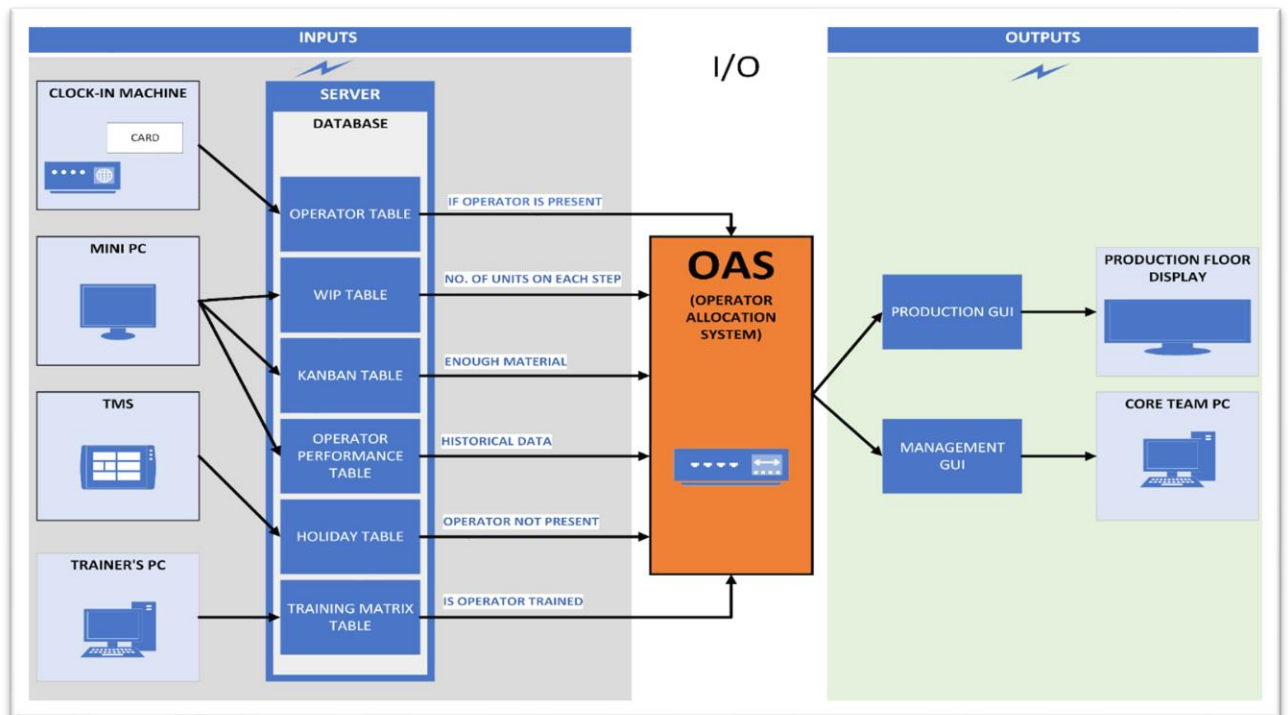 INPUTS
I/O
OUTPUTS
CLOCK-IN MACHINE
CARD
MINI PC
TMS
TRAINER'S PC
SERVER
DATABASE
OPERATOR TABLE
WIP TABLE
KANBAN TABLE
OPERATOR
PERFORMANCE
TABLE
HOLIDAY TABLE
TRAINING MATRIX
TABLE
IF OPERATOR IS PRESENT
NO. OF UNITS ON EACH STEP
ENOUGH MATERIAL
HISTORICAL DATA
OPERATOR NOT PRESENT
IS OPERATOR TRAINED
OAS
(OPERATOR
ALLOCATION
SYSTEM)
PRODUCTION GUI
MANAGEMENT
GUI
PRODUCTION FLOOR
DISPLAY
CORE TEAM PC